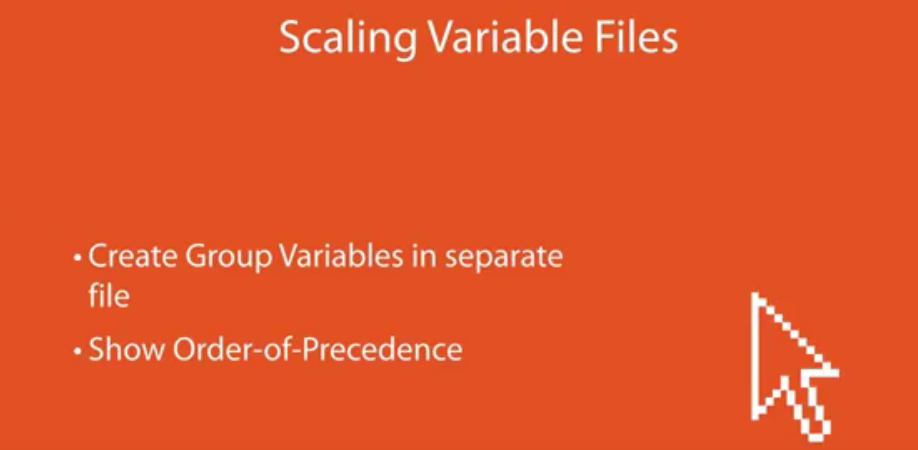 Scaling Variable Files
• Create Group Variables in separate
file
• Show Order-of-Precedence